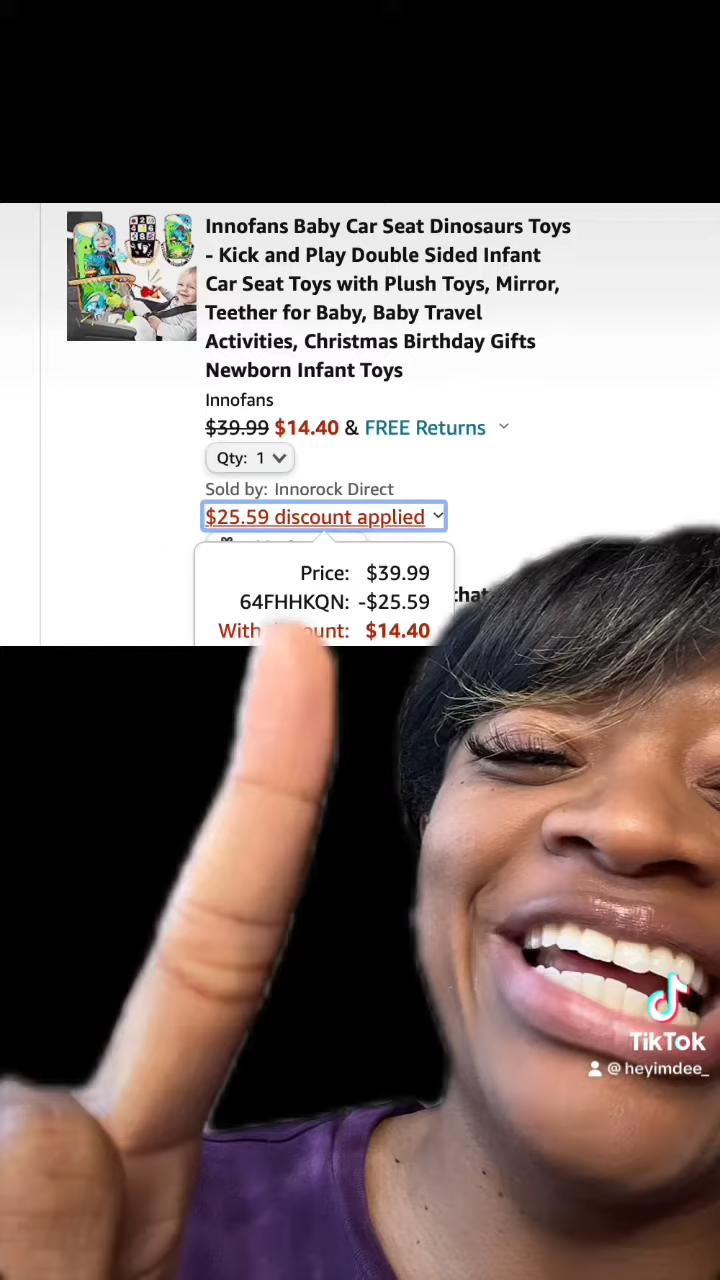 Innofans Baby Car Seat Dinosaurs Toys
- Kick and Play Double Sided Infant
Car Seat Toys with Plush Toys, Mirror,
Teether for Baby, Baby Travel
Activities, Christmas Birthday Gifts
Newborn Infant Toys
Innofans
$39.99 $14.40 & FREE Returns
Qty: 1
Sold by: Innorock Direct
$25.59 discount applied
Price: $39.99
64FHHKQN: -$25.59
$14.40
TikTok
@heyimdee_